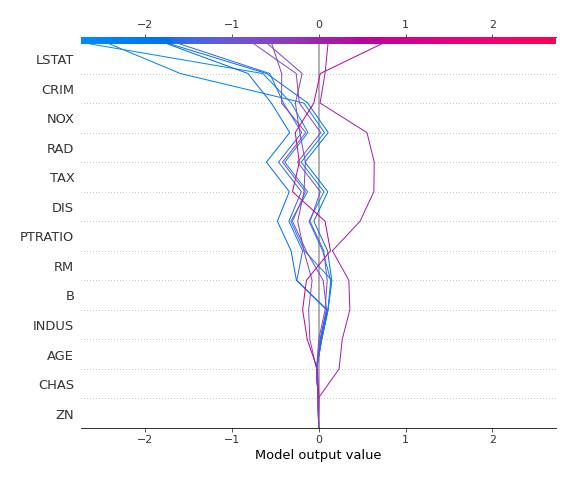 −2 −1 0 1 2
LSTAT
CRIM
NOX
RAD
TAX
DIS
PTRATIO
RM
B
INDUS
AGE
CHAS
ZN
−2 −1 0 1 2
Model output value